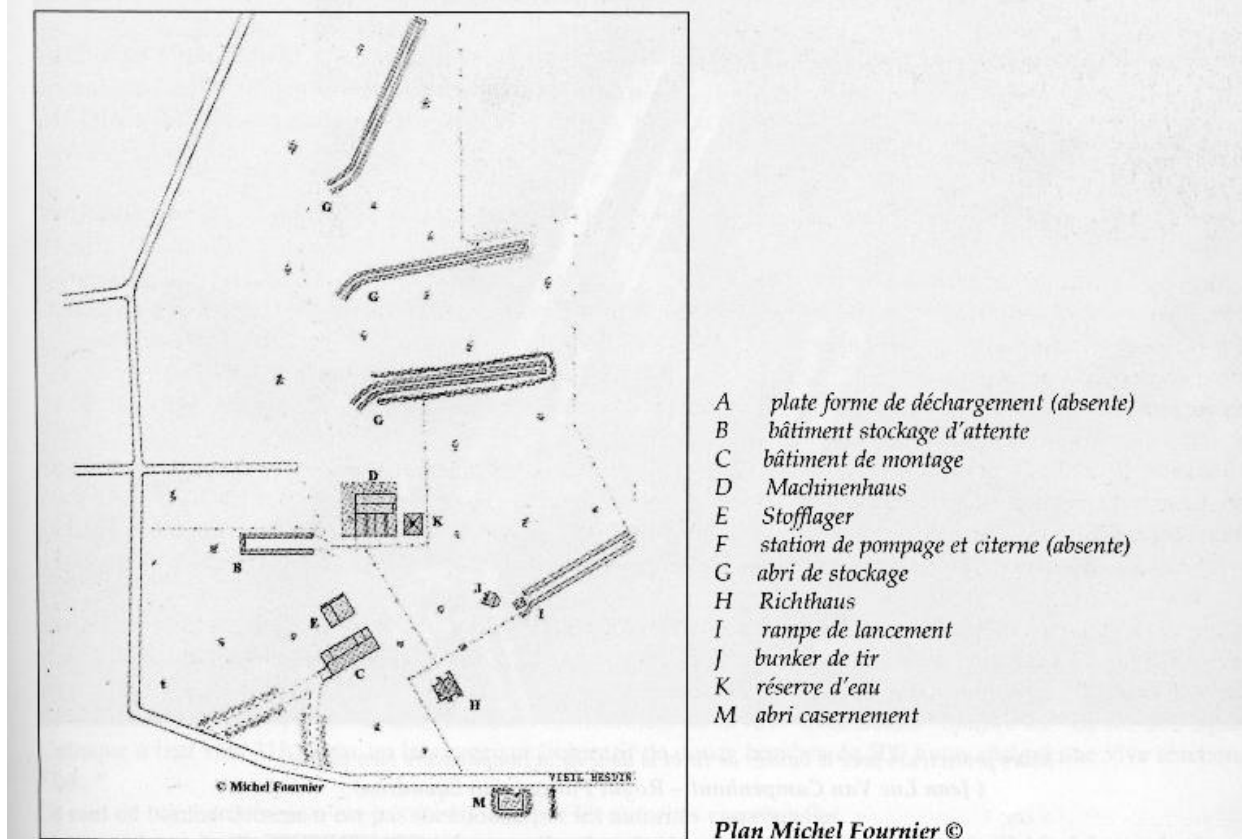 G
G
G
D
K
B
J
I
E
C
H
VIEIL HESDIN
© Michel Fournier
M
A plate forme de déchargement (absente)
B bâtiment stockage d'attente
C bâtiment de montage
D Machinenhaus
E Stofflager
F station de pompage et citerne (absente)
G abri de stockage
H Richthaus
I rampe de lancement
J bunker de tir
K réserve d'eau
M abri casernement
Plan Michel Fournier ©